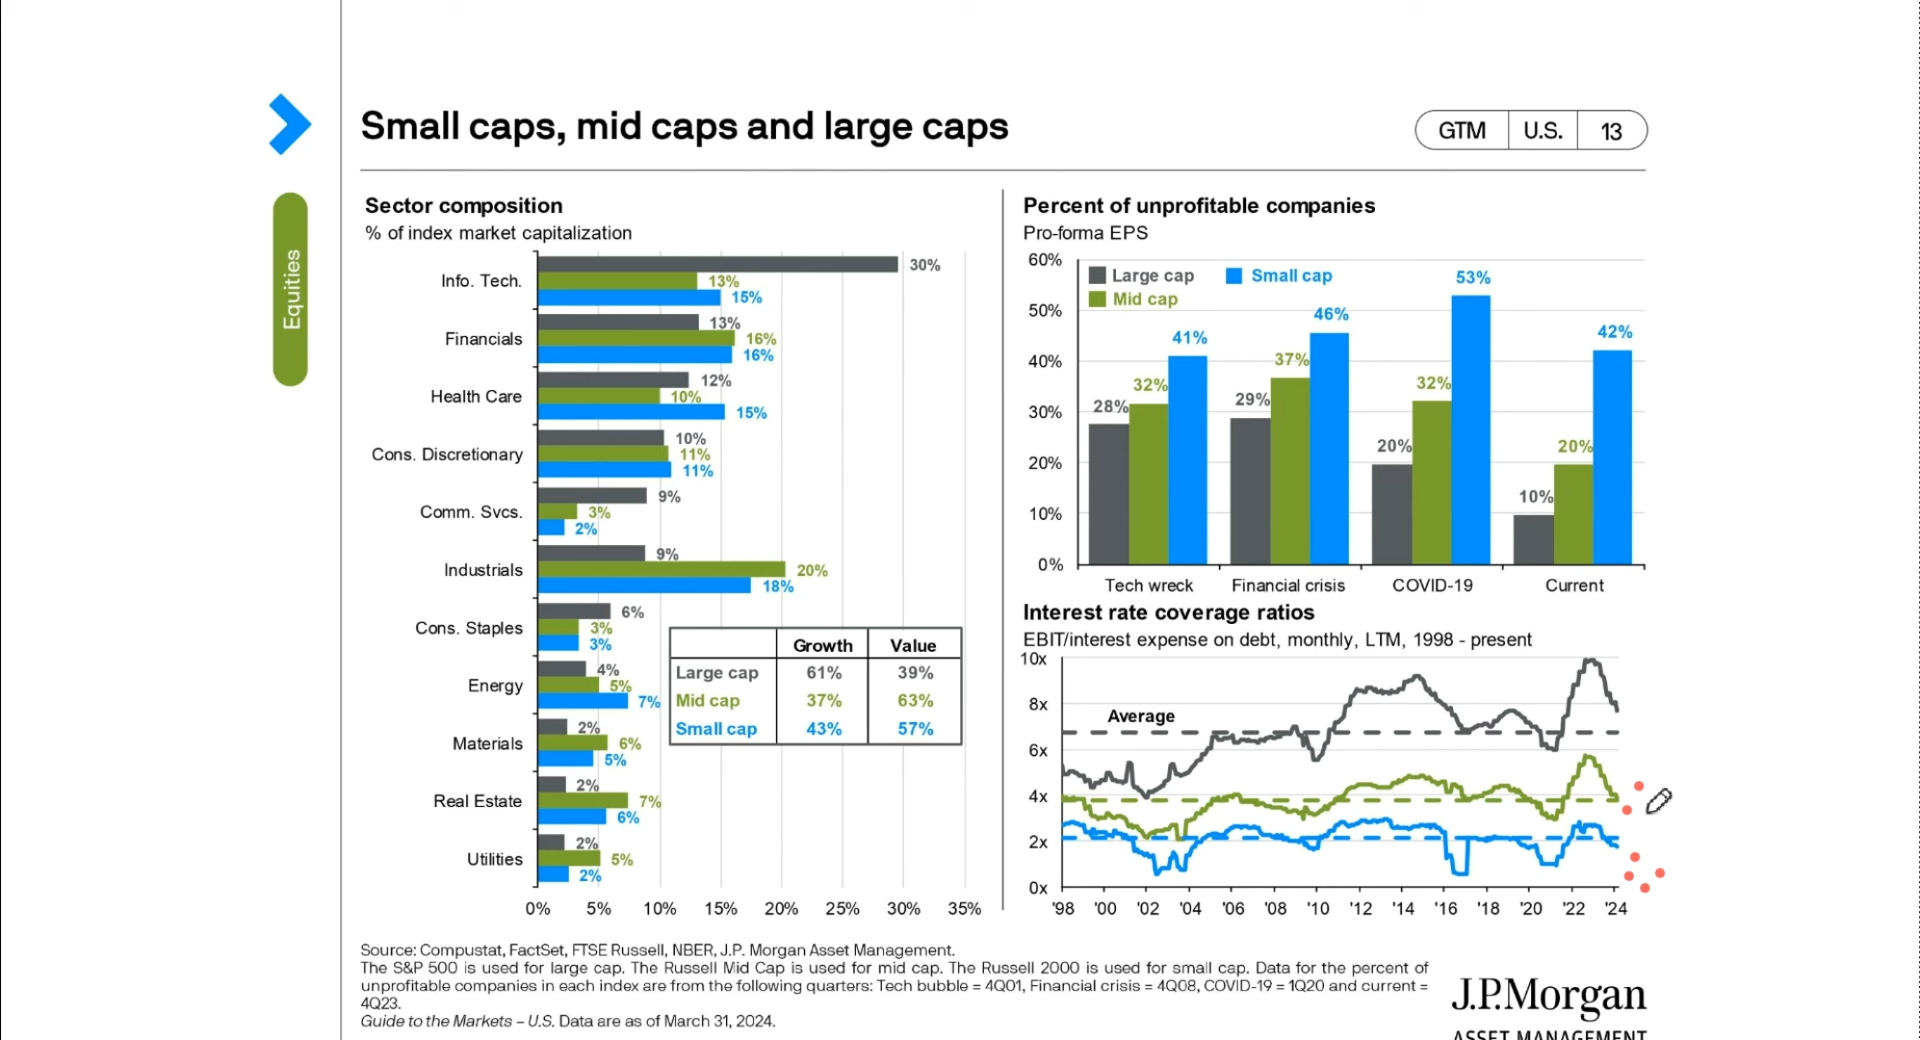 Small caps, mid caps and large caps
GTM U.S. 13
Equities
Sector composition
% of index market capitalization
Info. Tech.
30%
13%
15%
Financials
13%
16%
16%
Health Care
12%
10%
15%
Cons. Discretionary
10%
11%
11%
Comm. Svcs.
9%
3%
2%
Industrials
9%
20%
18%
Cons. Staples
6%
3%
3%
Energy
4%
5%
7%
Materials
2%
6%
5%
Real Estate
2%
7%
6%
Utilities
2%
5%
2%
0% 5% 10% 15% 20% 25% 30% 35%
Growth Value
Large cap 61% 39%
Mid cap 37% 63%
Small cap 43% 57%
Percent of unprofitable companies
Pro-forma EPS
60%
50%
40%
30%
20%
10%
0%
Large cap Small cap
Mid cap
28% 32% 41%
29% 37% 46%
20% 32% 53%
10% 20% 42%
Tech wreck Financial crisis COVID-19 Current
Interest rate coverage ratios
EBIT/interest expense on debt, monthly, LTM, 1998 - present
10x
8x
6x
4x
2x
0x
Average
'98 '00 '02 '04 '06 '08 '10 '12 '14 '16 '18 '20 '22 '24
Source: Compustat, FactSet, FTSE Russell, NBER, J.P. Morgan Asset Management.
The S&P 500 is used for large cap. The Russell Mid Cap is used for mid cap. The Russell 2000 is used for small cap. Data for the percent of
unprofitable companies in each index are from the following quarters: Tech bubble = 4Q01, Financial crisis = 4Q08, COVID-19 = 1Q20 and current =
4Q23.
Guide to the Markets – U.S. Data are as of March 31, 2024.
J.P.Morgan
ASSET MANAGEMENT